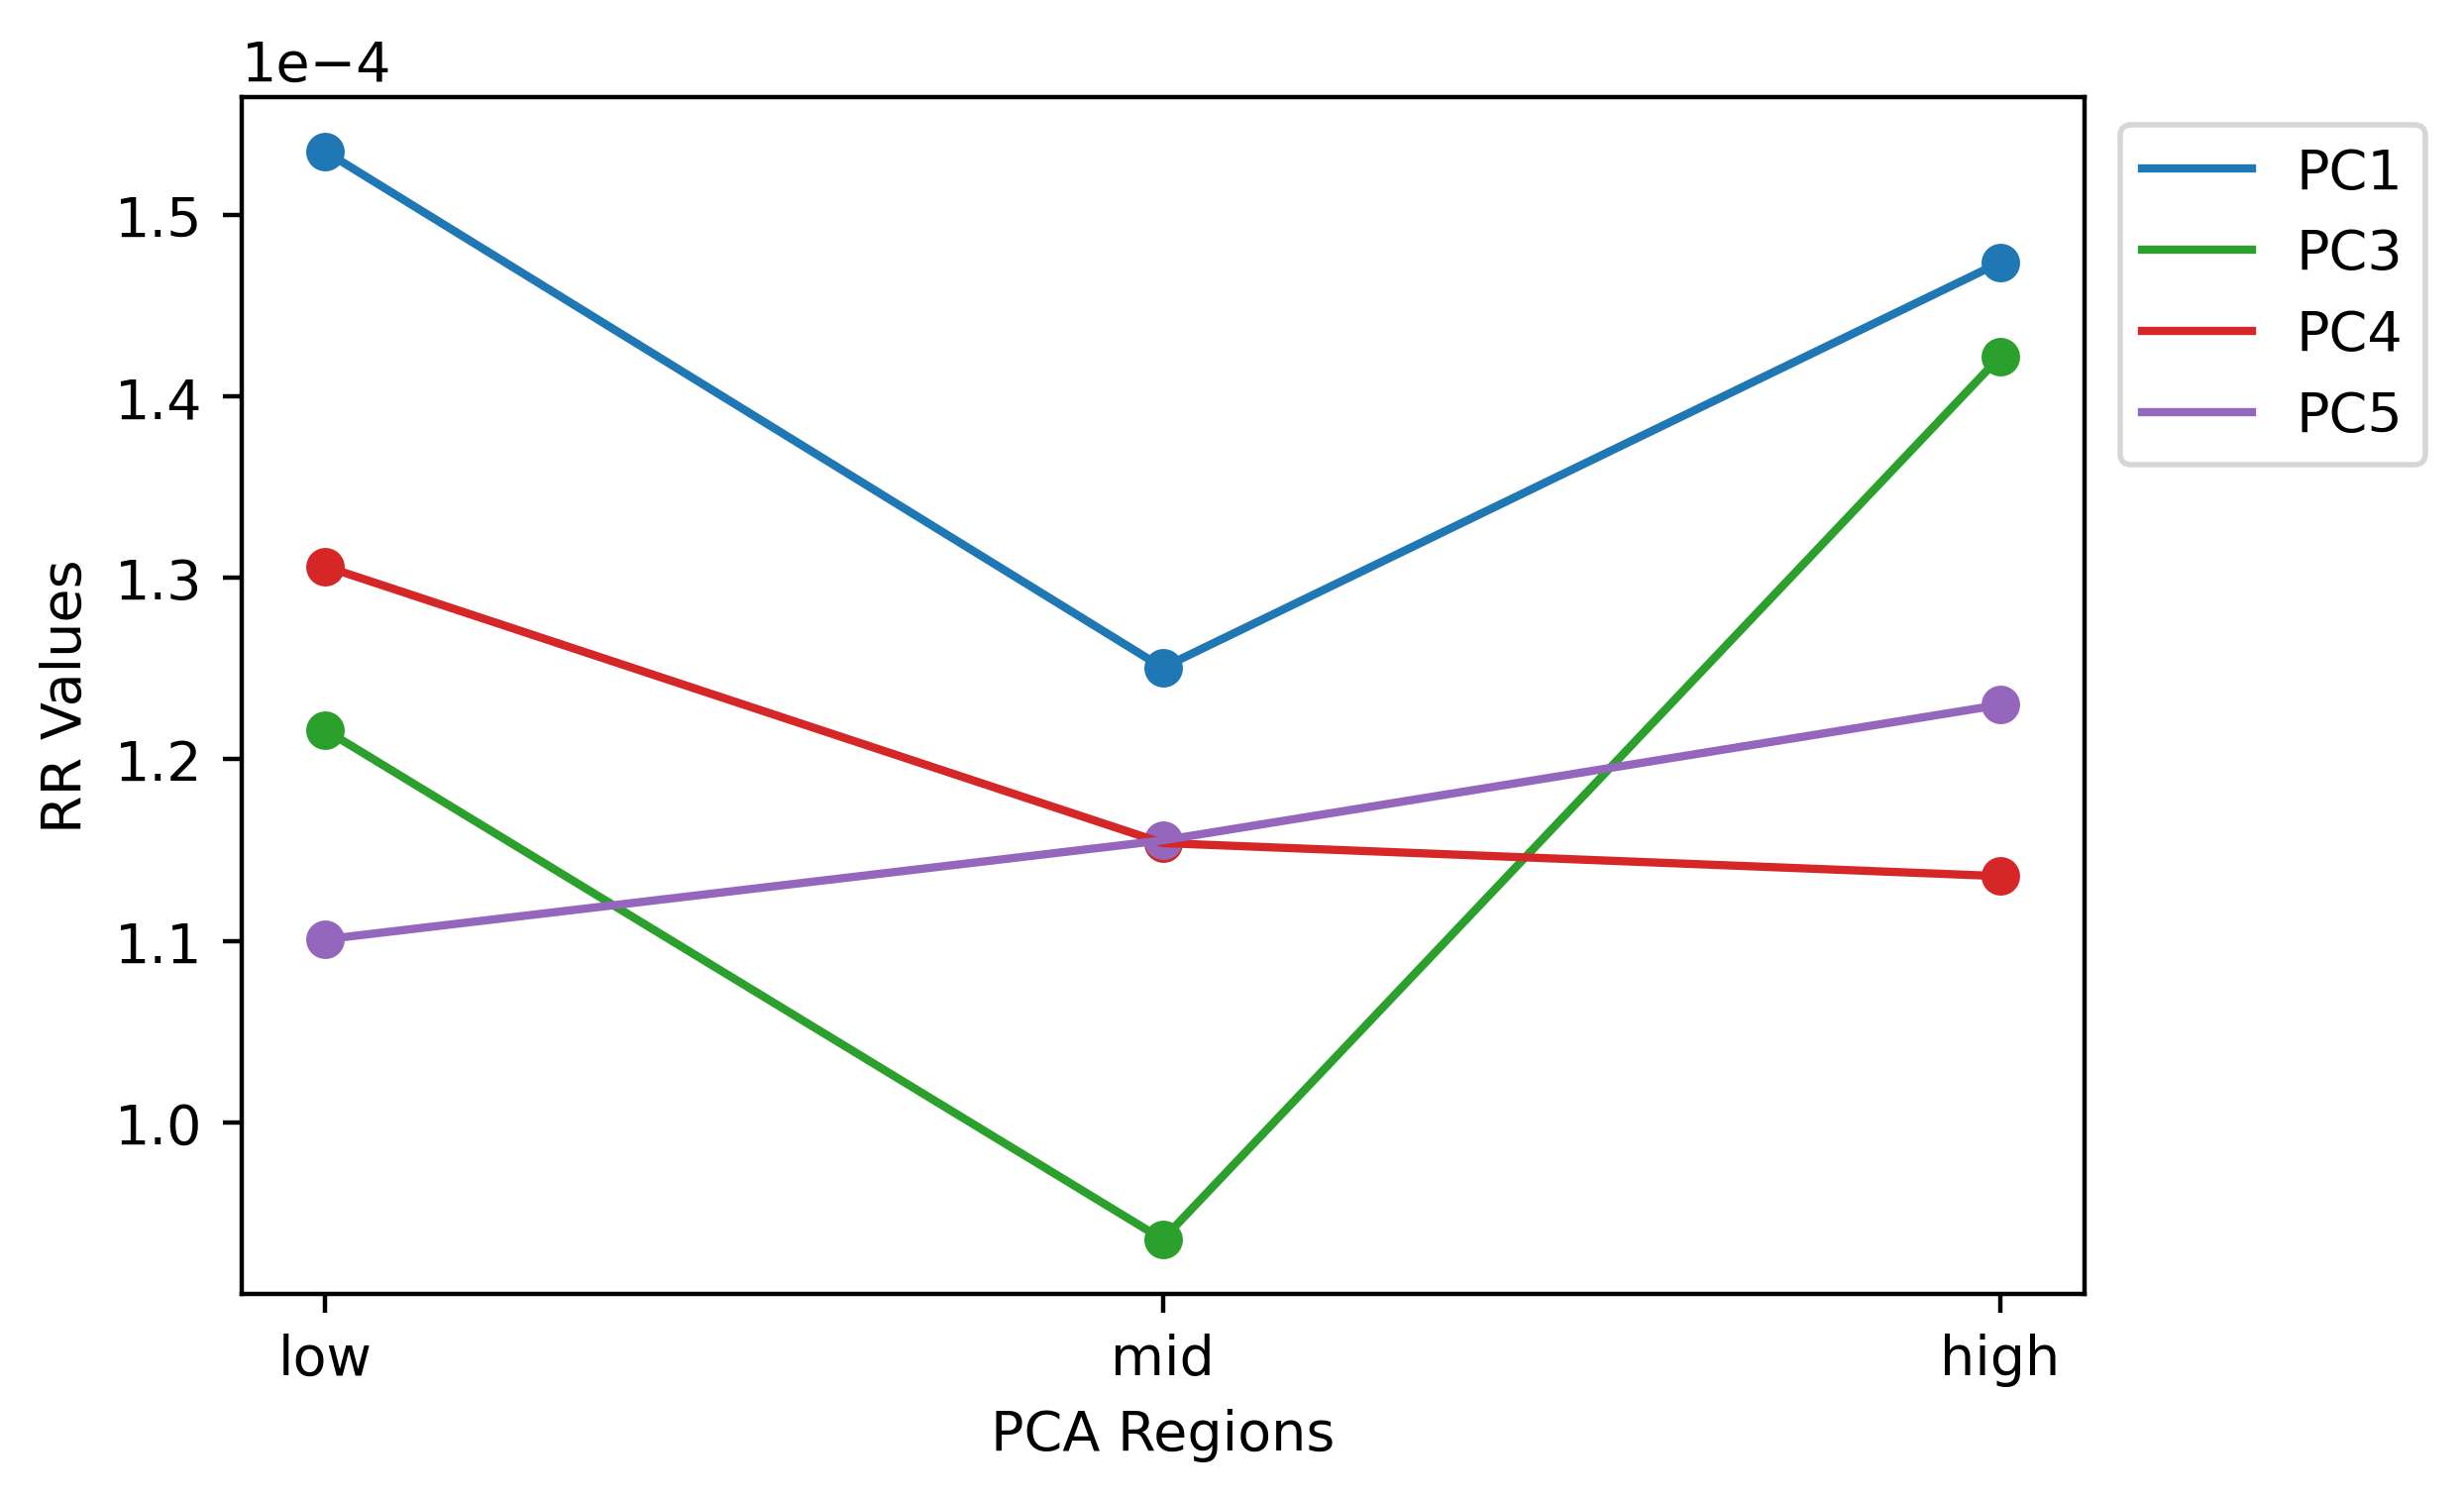 1e−4
1.5
1.4
1.3
1.2
1.1
1.0
RR Values
low
mid
high
PCA Regions
PC1
PC3
PC4
PC5